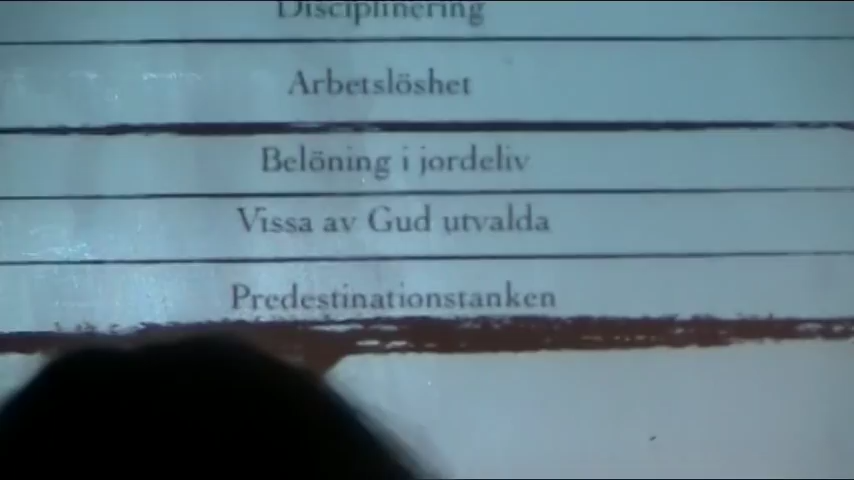 Disciplinering
Arbetslöshet
Belöning i jordeliv
Vissa av Gud utvalda
Predestinationstanken